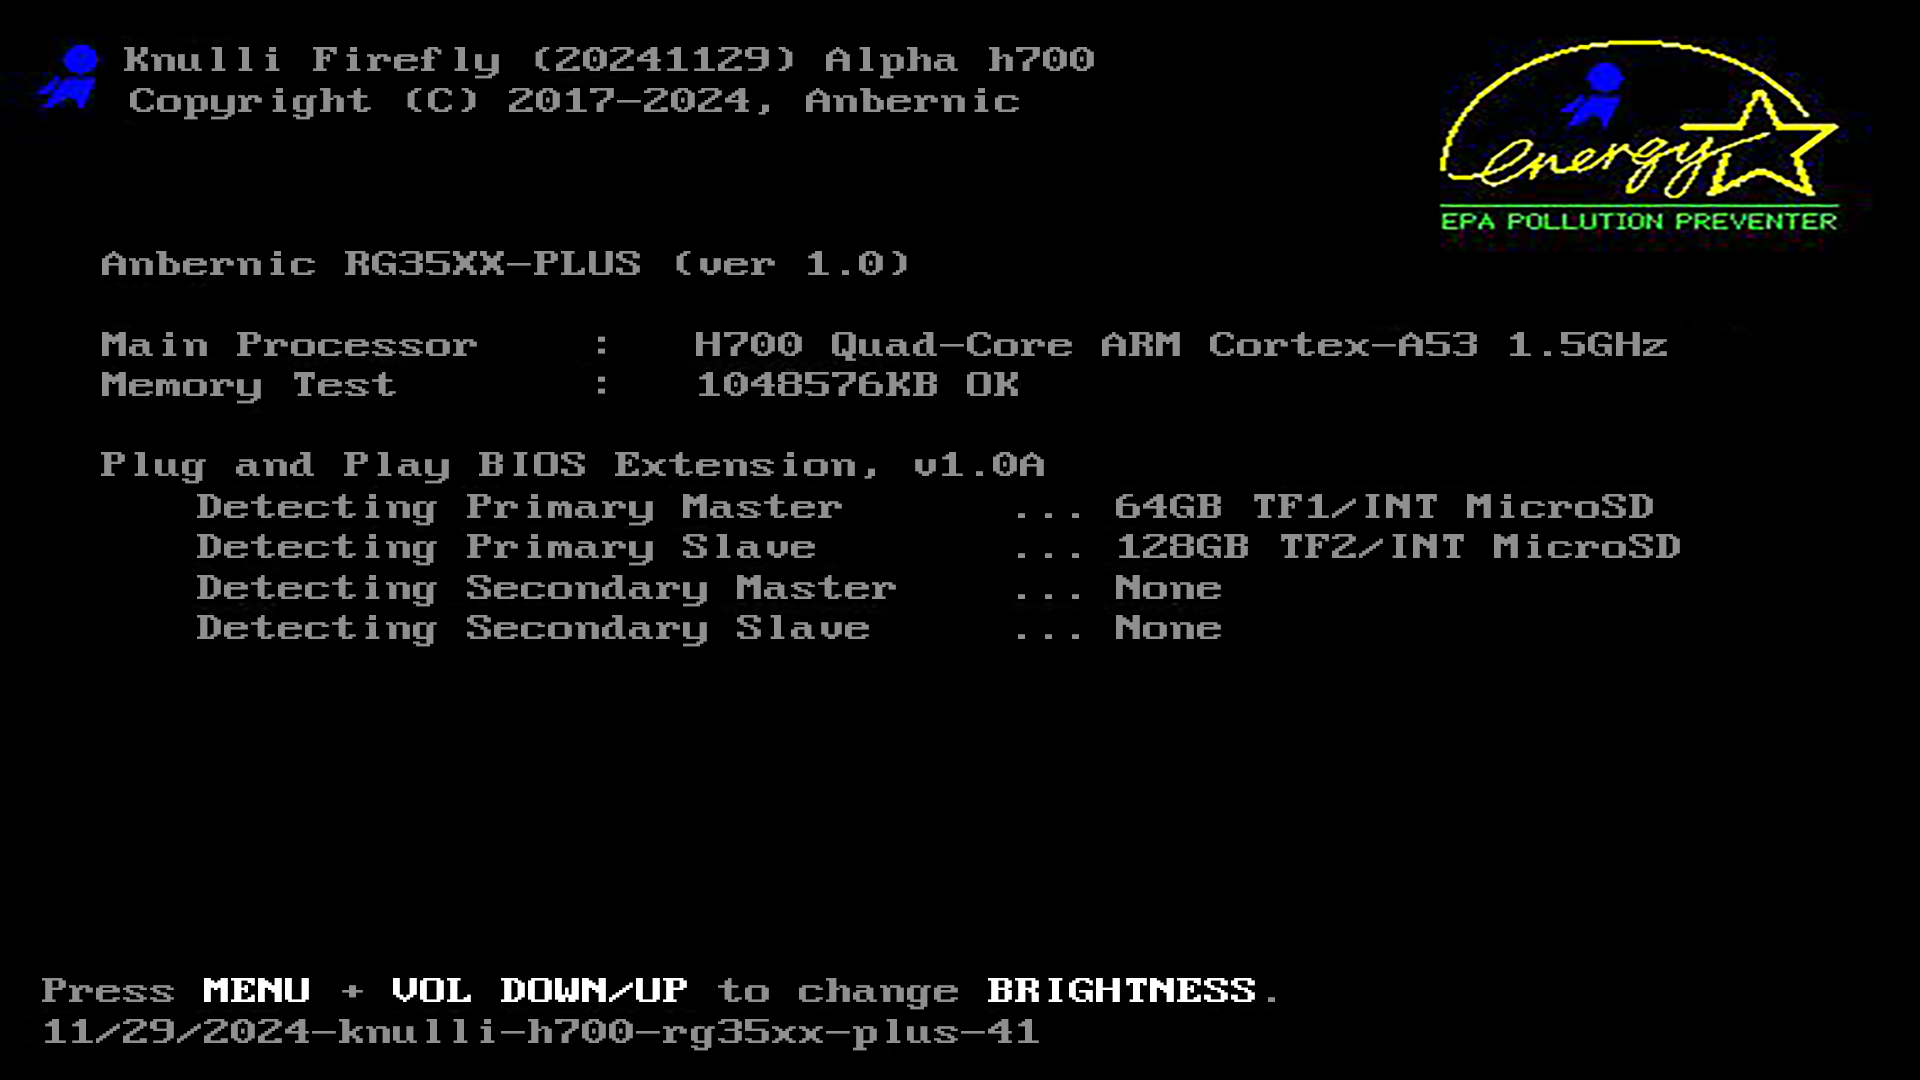 Knulli Firefly (20241129) Alpha h700
Copyright (C) 2017-2024, Anbernic
energy
EPA POLLUTION PREVENTER
Anbernic RG35XX-PLUS (ver 1.0)
Main Processor : H700 Quad-Core ARM Cortex-A53 1.5GHz
Memory Test : 1048576KB OK
Plug and Play BIOS Extension, v1.0A
Detecting Primary Master ... 64GB TF1/INT MicroSD
Detecting Primary Slave ... 128GB TF2/INT MicroSD
Detecting Secondary Master ... None
Detecting Secondary Slave ... None
Press MENU + VOL DOWN/UP to change BRIGHTNESS.
11/29/2024-knulli-h700-rg35xx-plus-41